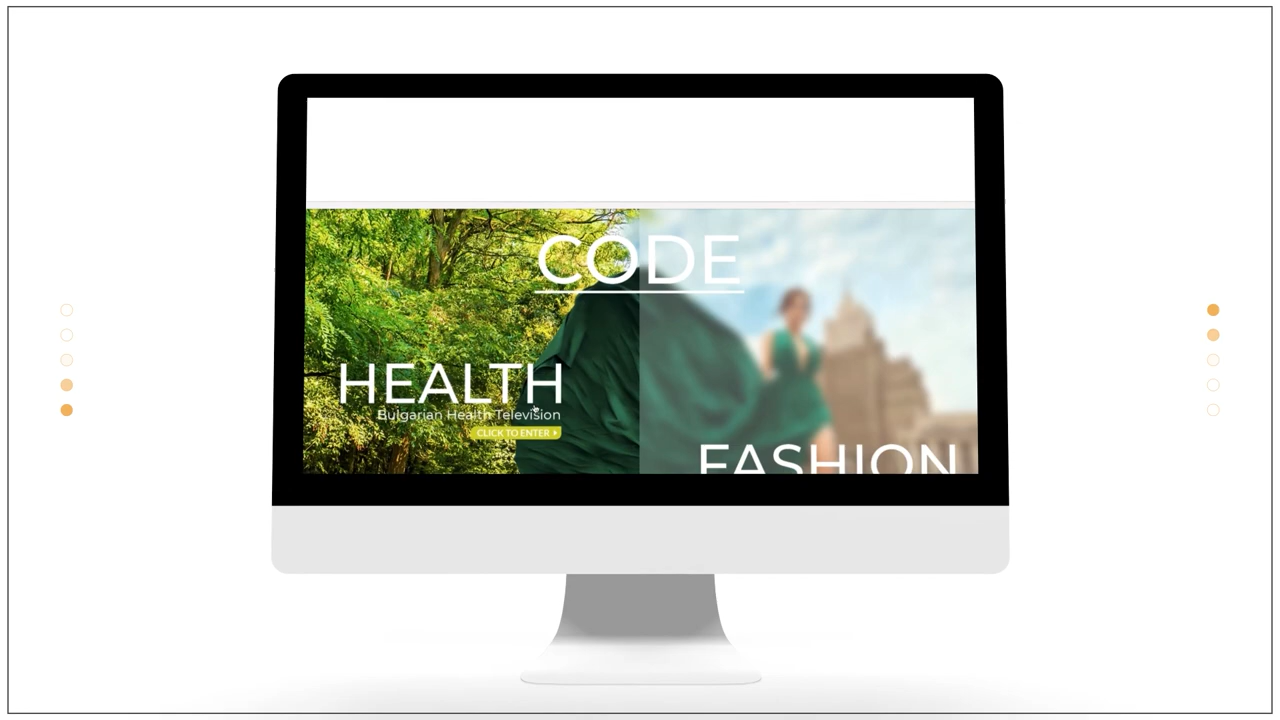 CODE
HEALTH
Bulgarian Health Television
CLICK TO ENTER
FASHION